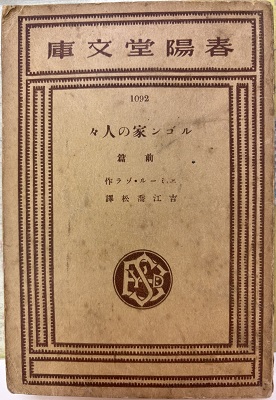 庫文堂陽春
1092
々人の家ンゴル
篇前
作ラゾ・ルーミエ
譯松喬江吉